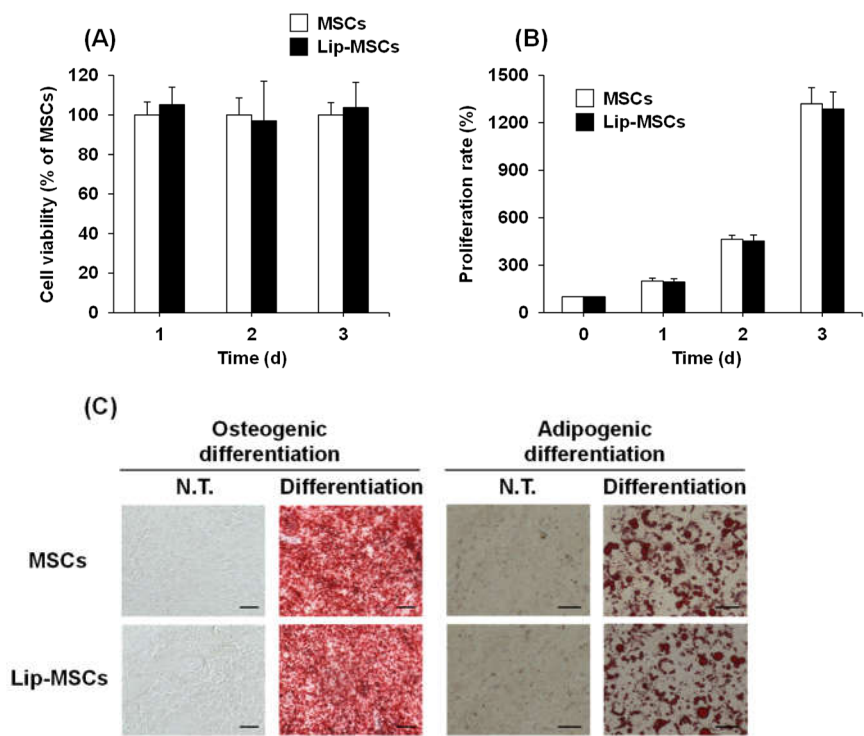 (A)
MSCs
Lip-MSCs
Cell viability (% of MSCs)
120
100
80
60
40
20
0
1 2 3
Time (d)
(B)
MSCs
Lip-MSCs
Proliferation rate (%)
1500
1200
900
600
300
0
0 1 2 3
Time (d)
(C)
Osteogenic
differentiation
Adipogenic
differentiation
N.T. Differentiation N.T. Differentiation
MSCs
Lip-MSCs